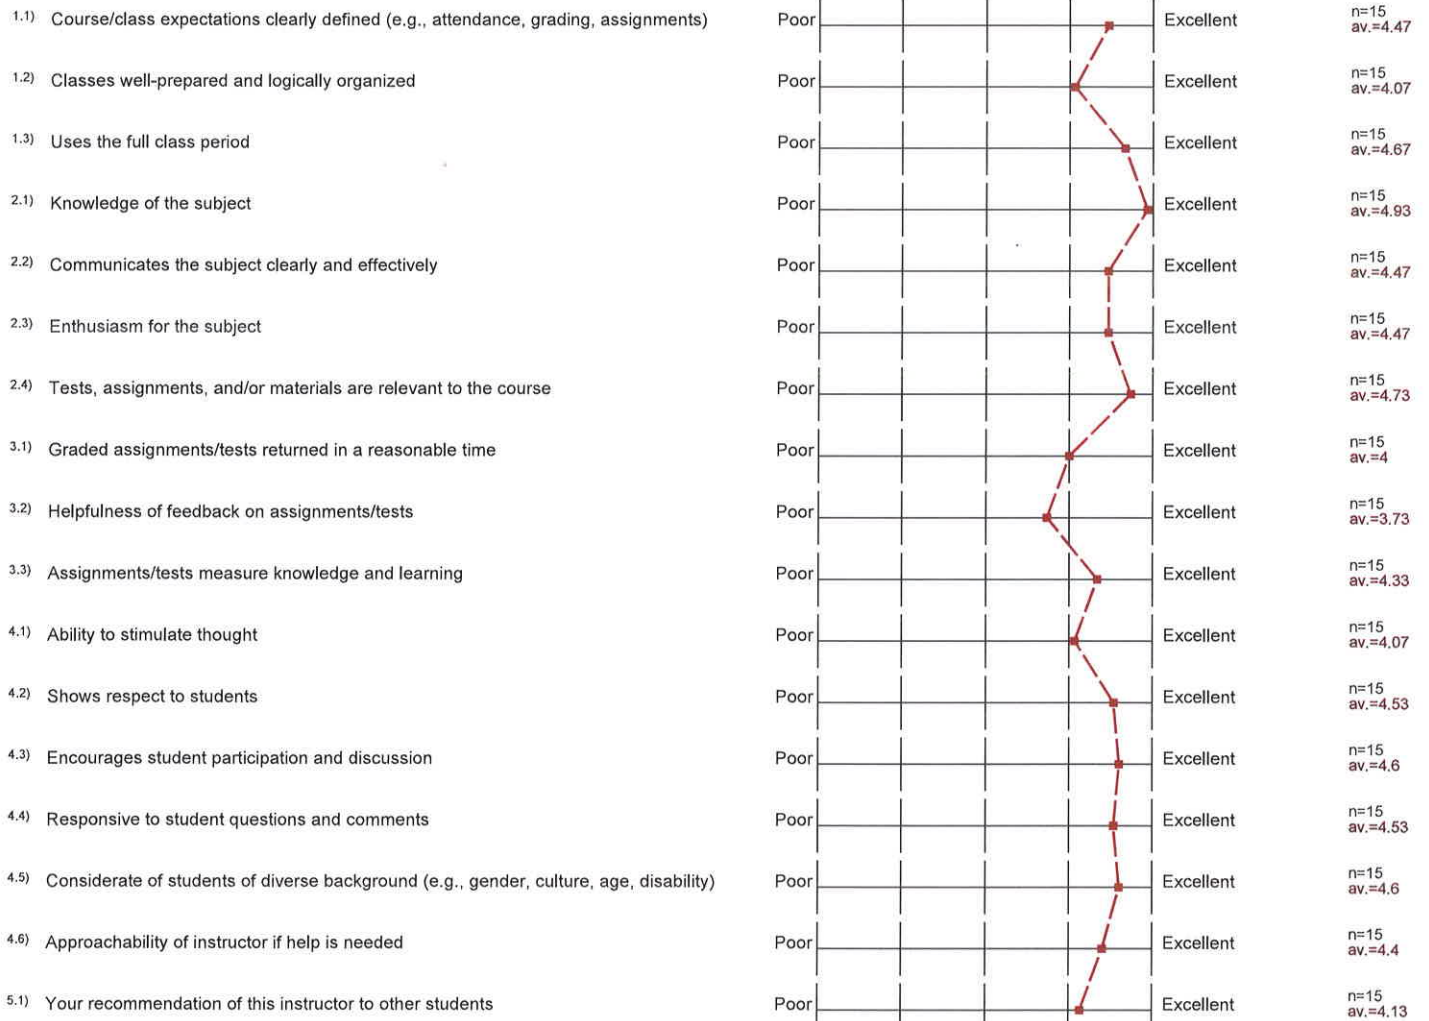 1.1) Course/class expectations clearly defined (e.g., attendance, grading, assignments) Poor Excellent n=15 av.=4.47
1.2) Classes well-prepared and logically organized Poor Excellent n=15 av.=4.07
1.3) Uses the full class period Poor Excellent n=15 av.=4.67
2.1) Knowledge of the subject Poor Excellent n=15 av.=4.93
2.2) Communicates the subject clearly and effectively Poor Excellent n=15 av.=4.47
2.3) Enthusiasm for the subject Poor Excellent n=15 av.=4.47
2.4) Tests, assignments, and/or materials are relevant to the course Poor Excellent n=15 av.=4.73
3.1) Graded assignments/tests returned in a reasonable time Poor Excellent n=15 av.=4
3.2) Helpfulness of feedback on assignments/tests Poor Excellent n=15 av.=3.73
3.3) Assignments/tests measure knowledge and learning Poor Excellent n=15 av.=4.33
4.1) Ability to stimulate thought Poor Excellent n=15 av.=4.07
4.2) Shows respect to students Poor Excellent n=15 av.=4.53
4.3) Encourages student participation and discussion Poor Excellent n=15 av.=4.6
4.4) Responsive to student questions and comments Poor Excellent n=15 av.=4.53
4.5) Considerate of students of diverse background (e.g., gender, culture, age, disability) Poor Excellent n=15 av.=4.6
4.6) Approachability of instructor if help is needed Poor Excellent n=15 av.=4.4
5.1) Your recommendation of this instructor to other students Poor Excellent n=15 av.=4.13